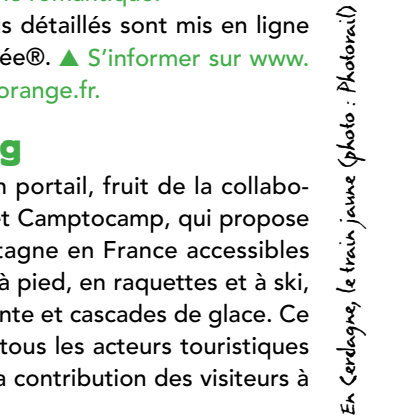 s détaillés sont mis en ligne
ée®. ▲ S'informer sur www.
orange.fr.
g
n portail, fruit de la collabo-
et Camptocamp, qui propose
tagne en France accessibles
à pied, en raquettes et à ski,
nte et cascades de glace. Ce
tous les acteurs touristiques
a contribution des visiteurs à
En Cerdagne, le train jaune (photo : Photorail)